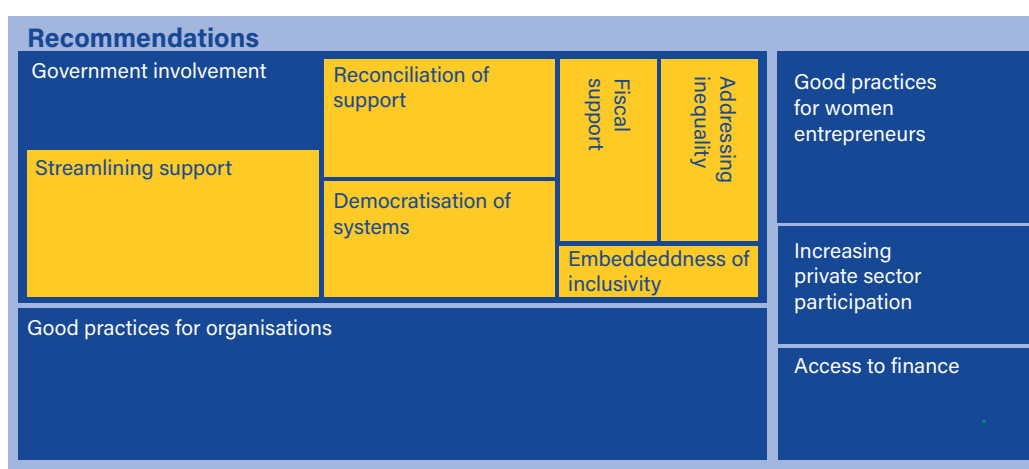 Recommendations
Government involvement
Streamlining support
Reconciliation of
support
Democratisation of
systems
Fiscal
support
Addressing
inequality
Embeddeddness of
inclusivity
Good practices for organisations
Good practices
for women
entrepreneurs
Increasing
private sector
participation
Access to finance